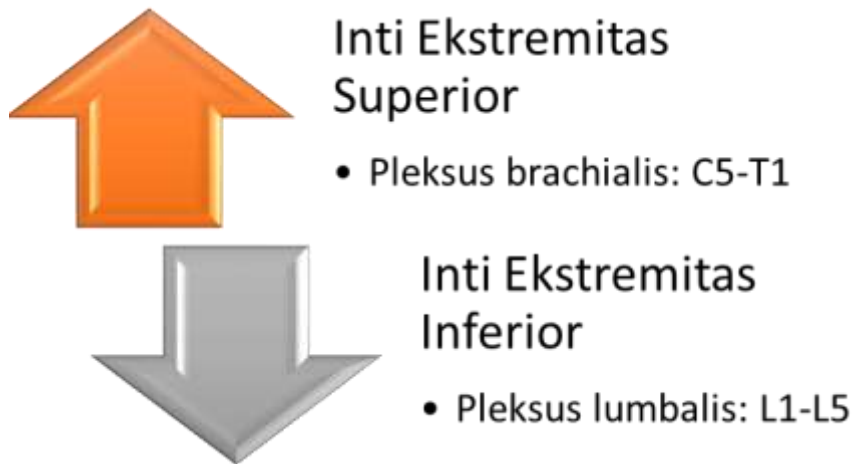 Inti Ekstremitas
Superior
• Pleksus brachialis: C5-T1
Inti Ekstremitas
Inferior
• Pleksus lumbalis: L1-L5